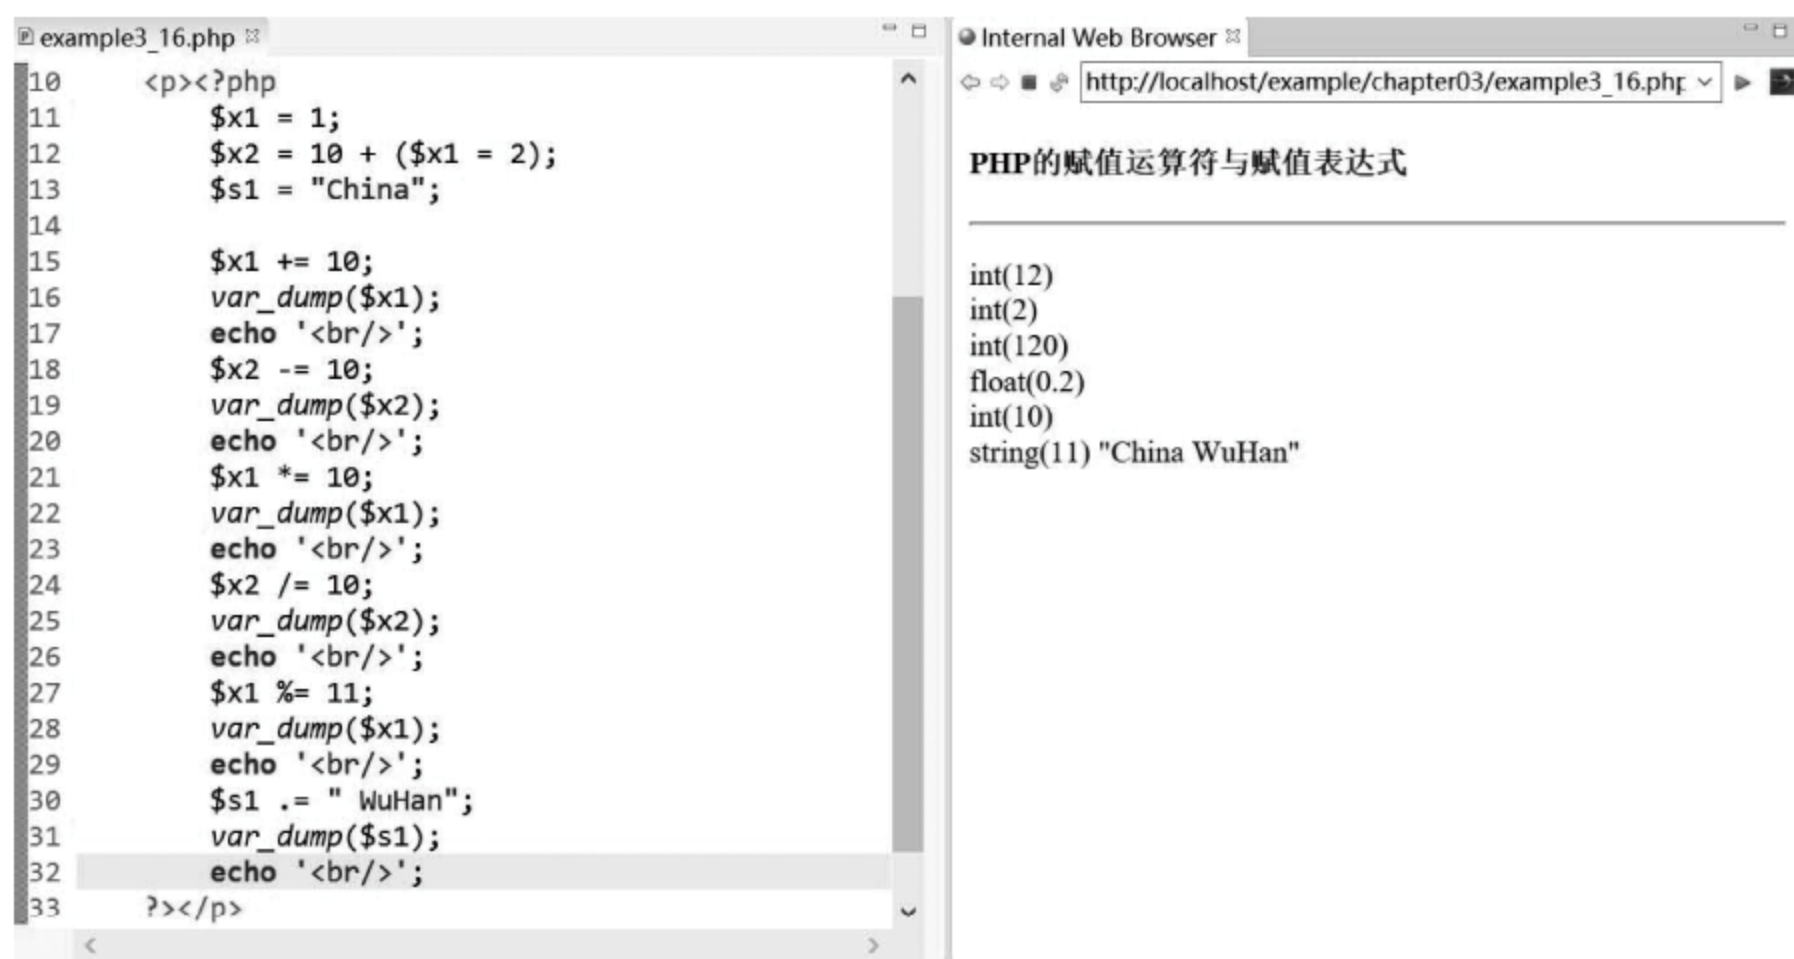 example3_16.php
10 <p><?php
11 $x1 = 1;
12 $x2 = 10 + ($x1 = 2);
13 $s1 = "China";
14
15 $x1 += 10;
16 var_dump($x1);
17 echo '<br/>';
18 $x2 -= 10;
19 var_dump($x2);
20 echo '<br/>';
21 $x1 *= 10;
22 var_dump($x1);
23 echo '<br/>';
24 $x2 /= 10;
25 var_dump($x2);
26 echo '<br/>';
27 $x1 %= 11;
28 var_dump($x1);
29 echo '<br/>';
30 $s1 .= " WuHan";
31 var_dump($s1);
32 echo '<br/>';
33 ?></p>
Internal Web Browser
http://localhost/example/chapter03/example3_16.php
PHP的赋值运算符与赋值表达式
int(12)
int(2)
int(120)
float(0.2)
int(10)
string(11) "China WuHan"